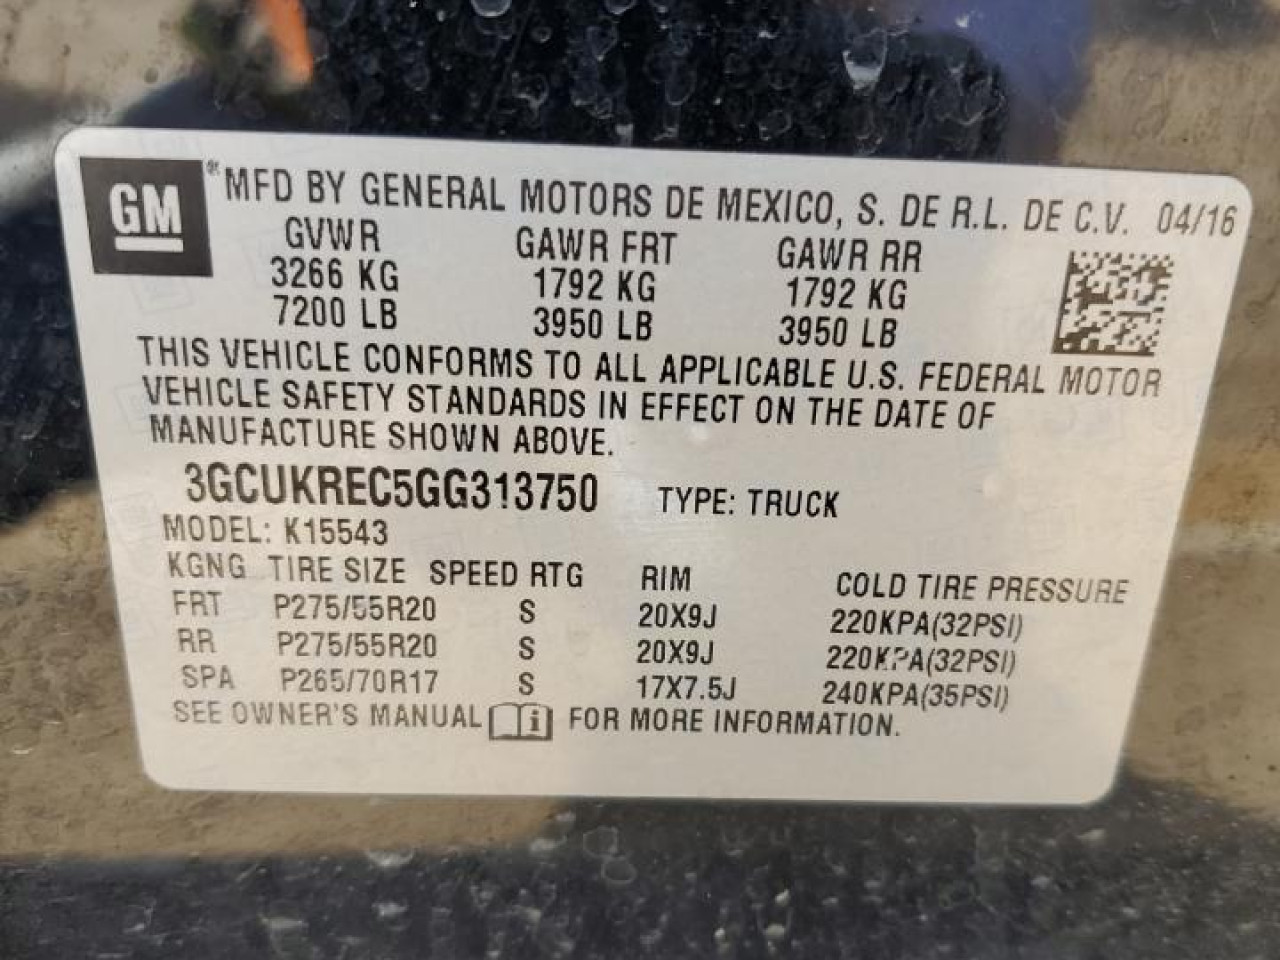 GM MFD BY GENERAL MOTORS DE MEXICO, S. DE R.L. DE C.V. 04/16
GVWR GAWR FRT GAWR RR
3266 KG 1792 KG 1792 KG
7200 LB 3950 LB 3950 LB
THIS VEHICLE CONFORMS TO ALL APPLICABLE U.S. FEDERAL MOTOR
VEHICLE SAFETY STANDARDS IN EFFECT ON THE DATE OF
MANUFACTURE SHOWN ABOVE.
3GCUKREC5GG313750 TYPE: TRUCK
MODEL: K15543
KGNG TIRE SIZE SPEED RTG RIM COLD TIRE PRESSURE
FRT P275/55R20 S 20X9J 220KPA(32PSI)
RR P275/55R20 S 20X9J 220KPA(32PSI)
SPA P265/70R17 S 17X7.5J 240KPA(35PSI)
SEE OWNER'S MANUAL i FOR MORE INFORMATION.